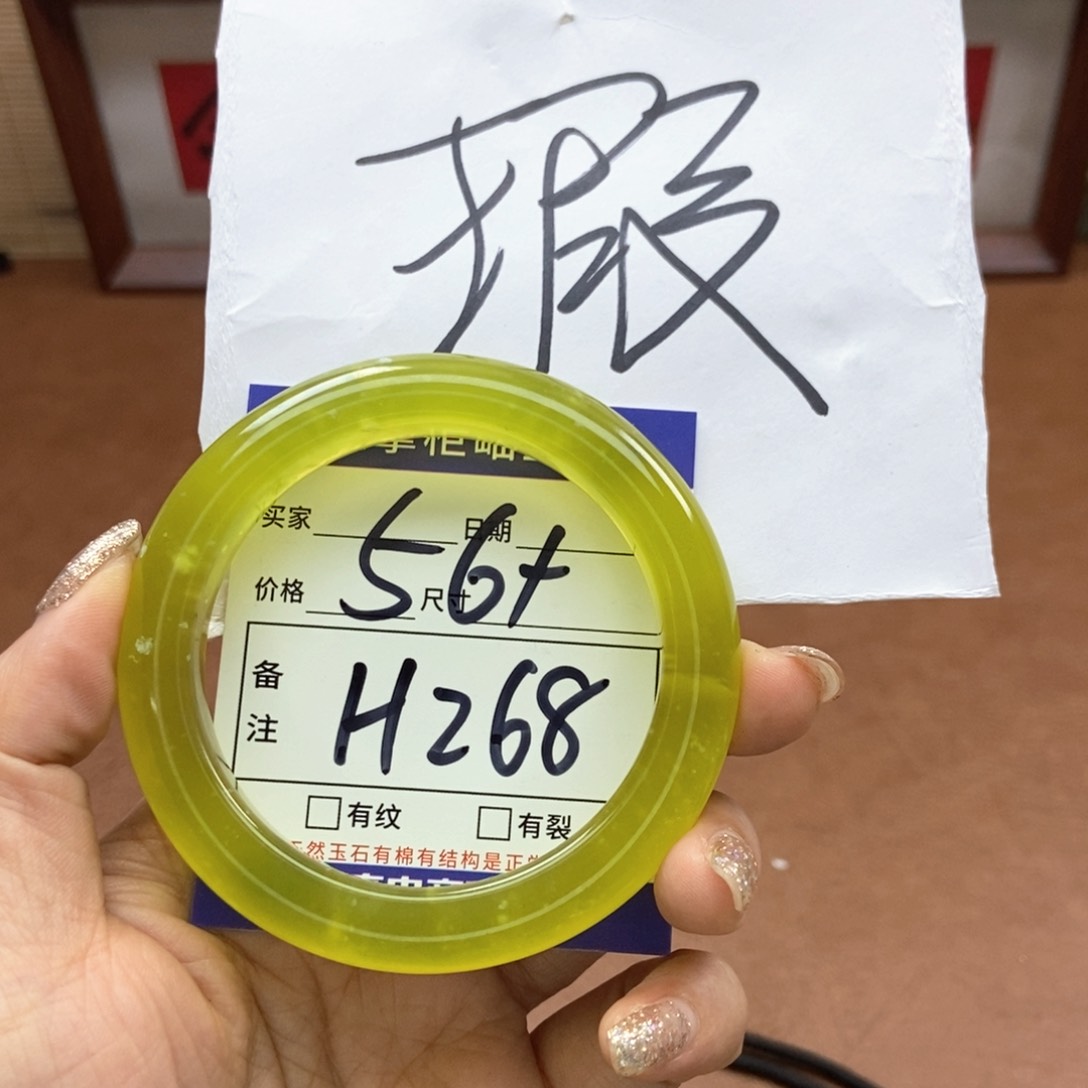 瑕
掌柜
买家 日期
56+
价格 尺寸
备注
H268
有纹 有裂
天然玉石有棉有结构是正常